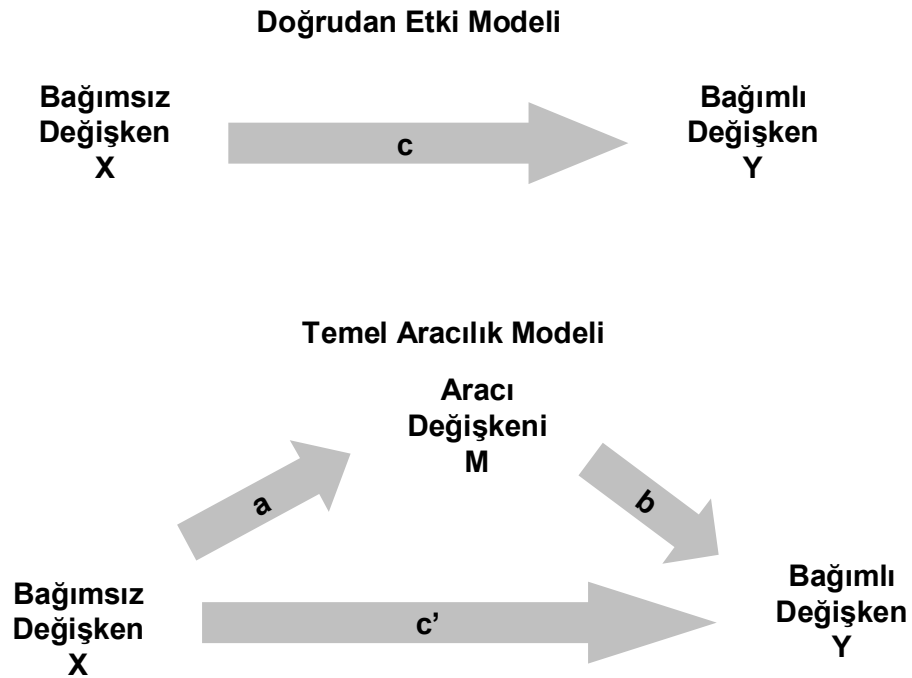 Doğrudan Etki Modeli
Bağımsız
Değişken
X
c
Bağımlı
Değişken
Y
Temel Aracılık Modeli
Aracı
Değişkeni
M
a
b
Bağımsız
Değişken
X
c’
Bağımlı
Değişken
Y